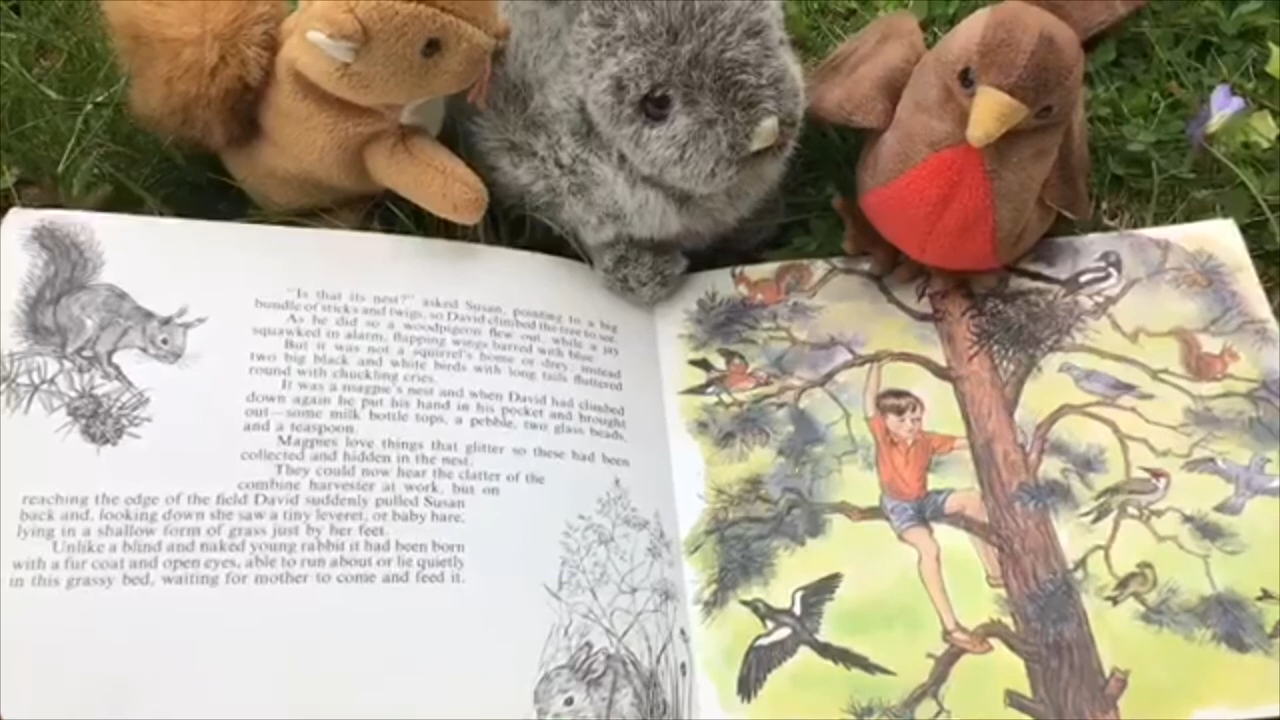 "Is that its nest?" asked Susan, pointing to a big
bundle of sticks and twigs, so David climbed the tree to see.
As he did so a woodpigeon flew out, while a jay
squawked in alarm, flapping wings barred with blue.
But it was not a squirrel's home or drey; instead
two big black and white birds with long tails fluttered
round with chuckling cries.
It was a magpie's nest and when David had climbed
down again he put his hand in his pocket and brought
out—some milk bottle tops, a pebble, two glass beads,
and a teaspoon.
Magpies love things that glitter so these had been
collected and hidden in the nest.
They could now hear the clatter of the
combine harvester at work, but on
reaching the edge of the field David suddenly pulled Susan
back and, looking down she saw a tiny leveret, or baby hare,
lying in a shallow form of grass just by her feet.
Unlike a blind and naked young rabbit it had been born
with a fur coat and open eyes, able to run about or lie quietly
in this grassy bed, waiting for mother to come and feed it.